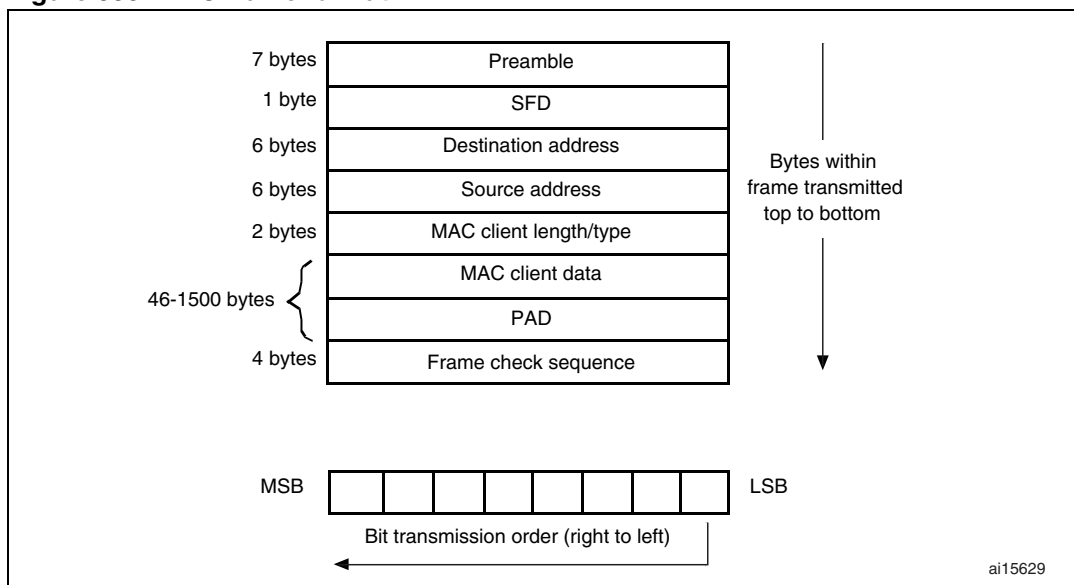 7 bytes Preamble
1 byte SFD
6 bytes Destination address
6 bytes Source address
2 bytes MAC client length/type
46-1500 bytes MAC client data
PAD
4 bytes Frame check sequence
Bytes within
frame transmitted
top to bottom
MSB LSB
Bit transmission order (right to left)
ai15629